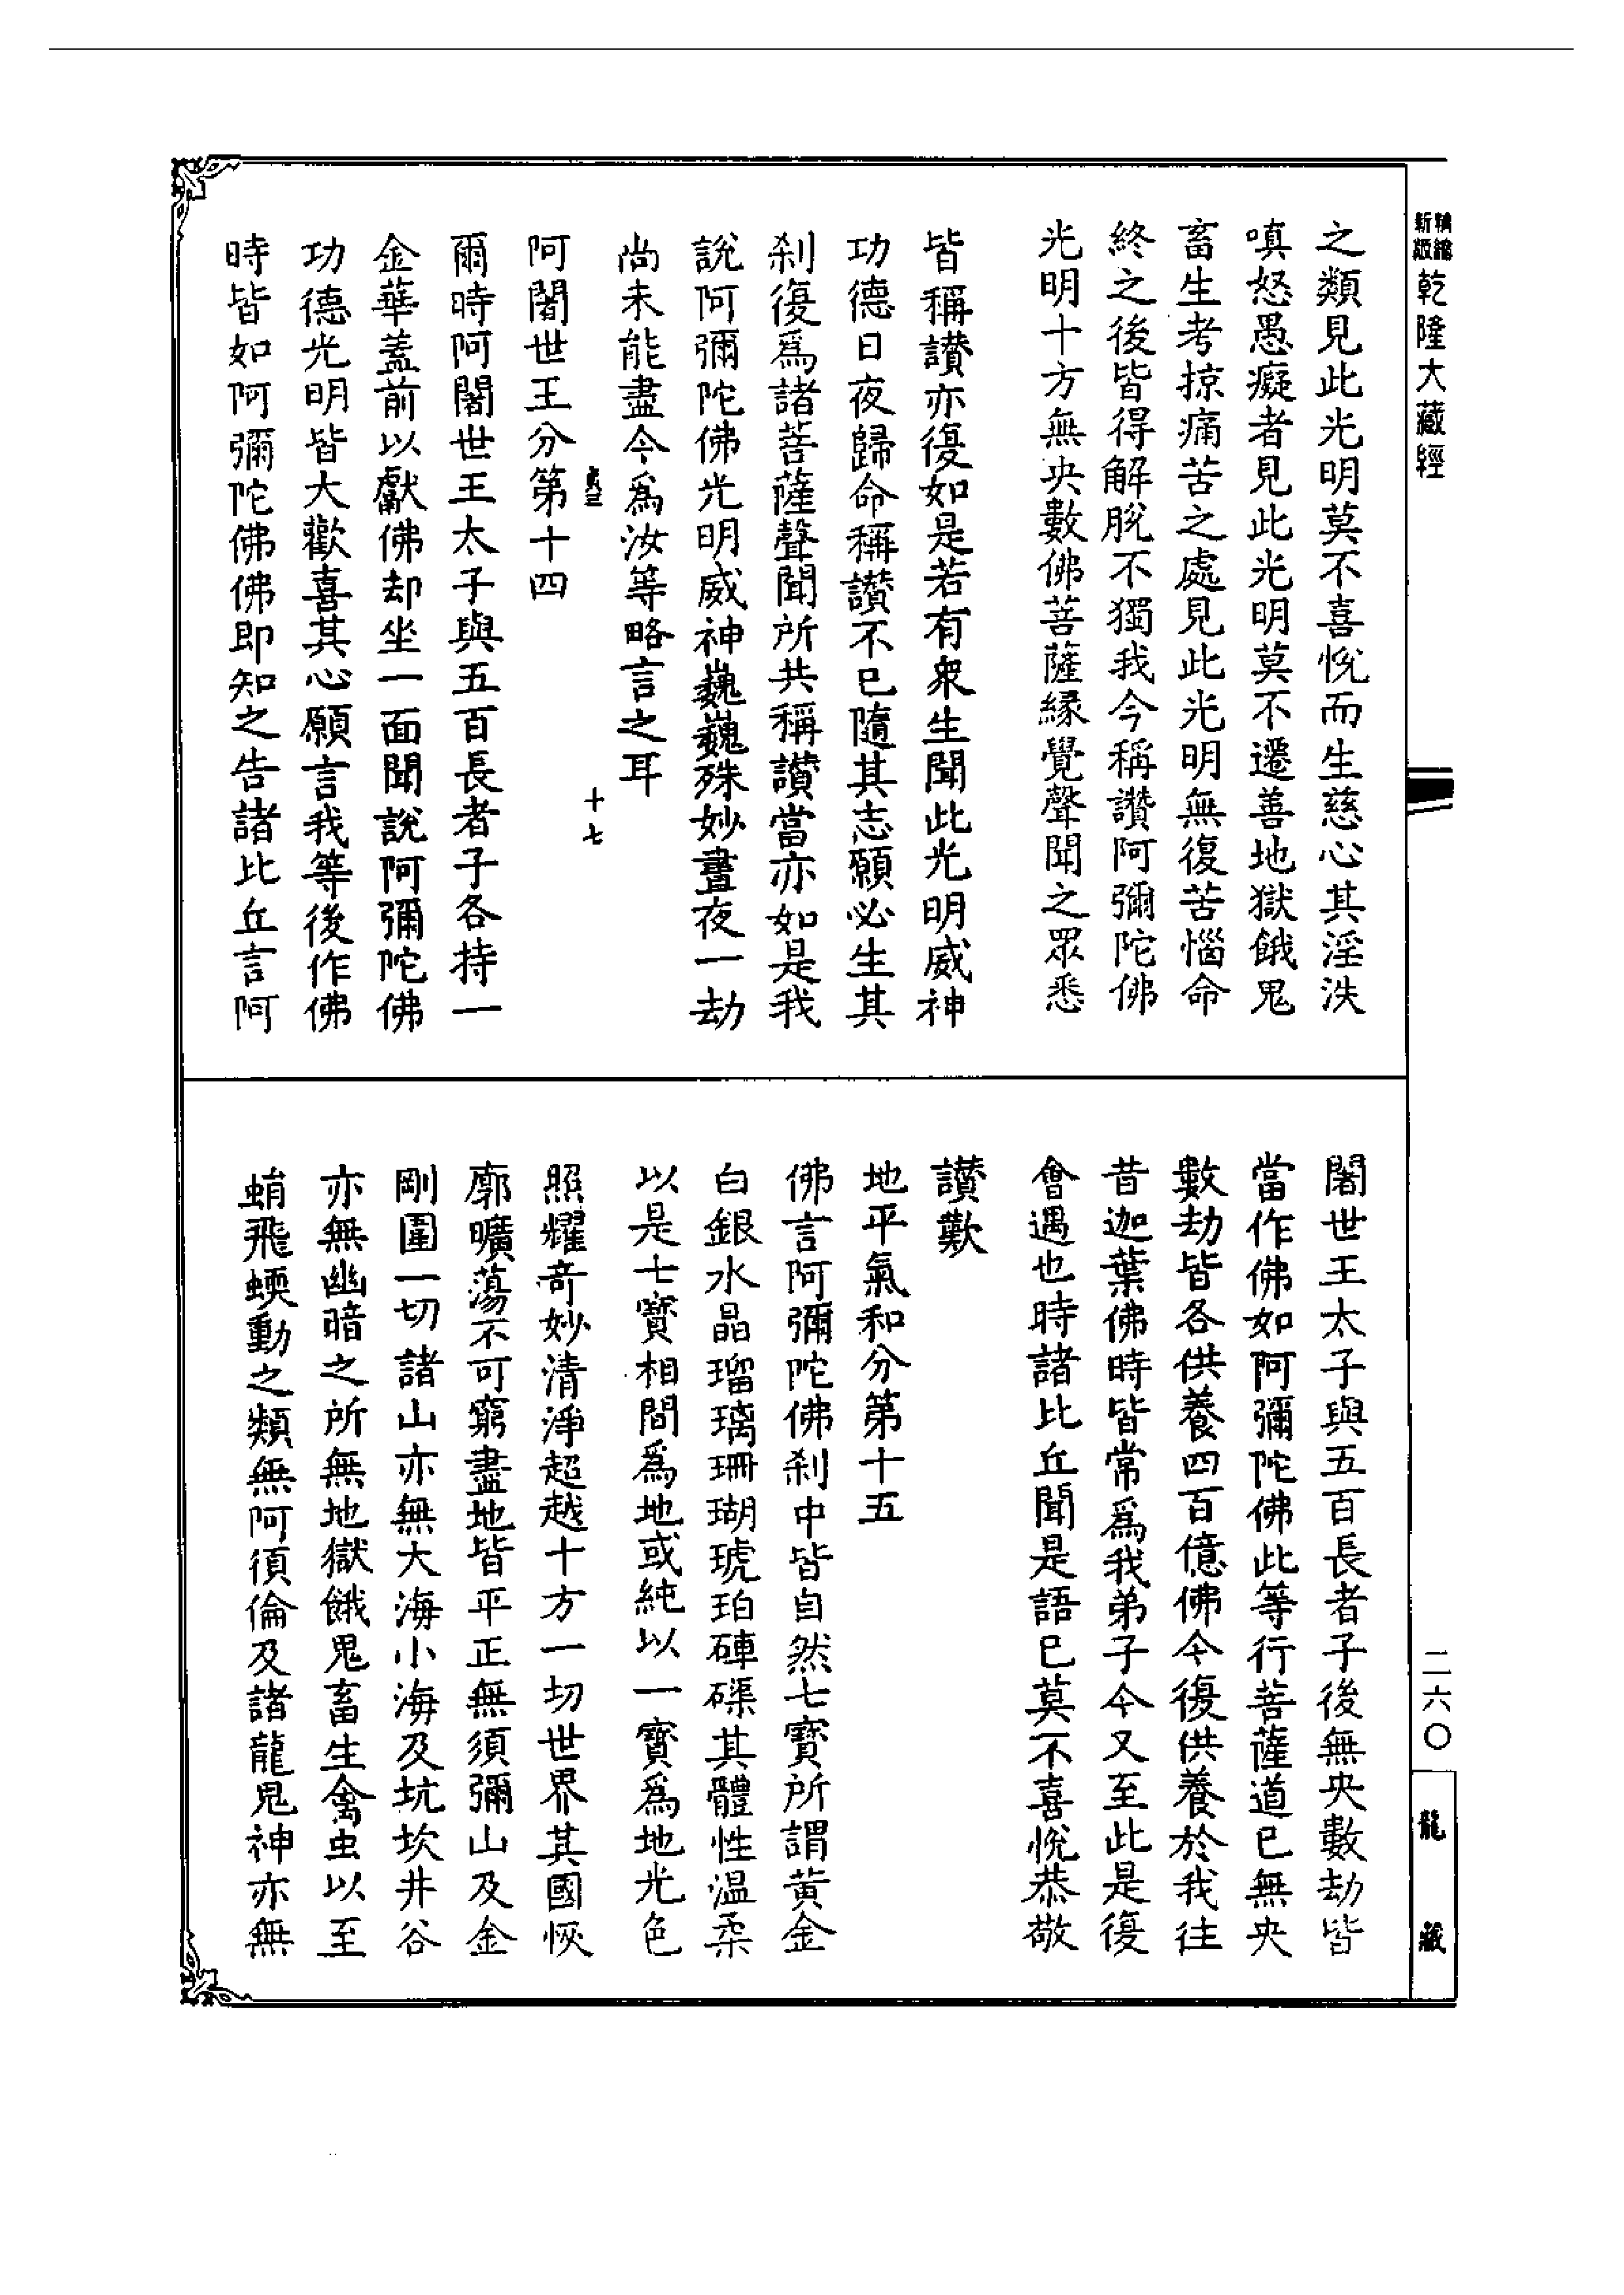 新版精縮乾隆大藏經
之類見此光明莫不喜悅而生慈心其淫泆
嗔怒愚癡者見此光明莫不遷善地獄餓鬼
畜生考掠痛苦之處見此光明無復苦惱命
終之後皆得解脫不獨我今稱讚阿彌陀佛
光明十方無央數佛菩薩緣覺聲聞之眾悉
皆稱讚亦復如是若有衆生聞此光明威神
功德日夜歸命稱讚不已隨其志願必生其
刹復爲諸菩薩聲聞所共稱讚當亦如是我
說阿彌陀佛光明威神巍巍殊妙晝夜一劫
尚未能盡今爲汝等略言之耳
十七
阿闍世王分第十四
爾時阿闍世王太子與五百長者子各持一
金華蓋前以獻佛却坐一面聞說阿彌陀佛
功德光明皆大歡喜其心願言我等後作佛
時皆如阿彌陀佛佛即知之告諸比丘言阿
闍世王太子與五百長者子後無央數劫皆
當作佛如阿彌陀佛此等行菩薩道已無央
數劫皆各供養四百億佛今復供養於我往
昔迦葉佛時皆常爲我弟子今又至此是復
會遇也時諸比丘聞是語已莫不喜悅恭敬
讚歎
地平氣和分第十五
佛言阿彌陀佛刹中皆自然七寶所謂黃金
白銀水晶瑠璃珊瑚琥珀硨磲其體性温柔
以是七寶相間爲地或純以一寶爲地光色
照耀奇妙清淨超越十方一切世界其國恢
廓曠蕩不可窮盡地皆平正無須彌山及金
剛圍一切諸山亦無大海小海及坑坎井谷
亦無幽暗之所無地獄餓鬼畜生禽虫以至
蜎飛蝡動之類無阿須倫及諸龍鬼神亦無
二六〇
龍藏